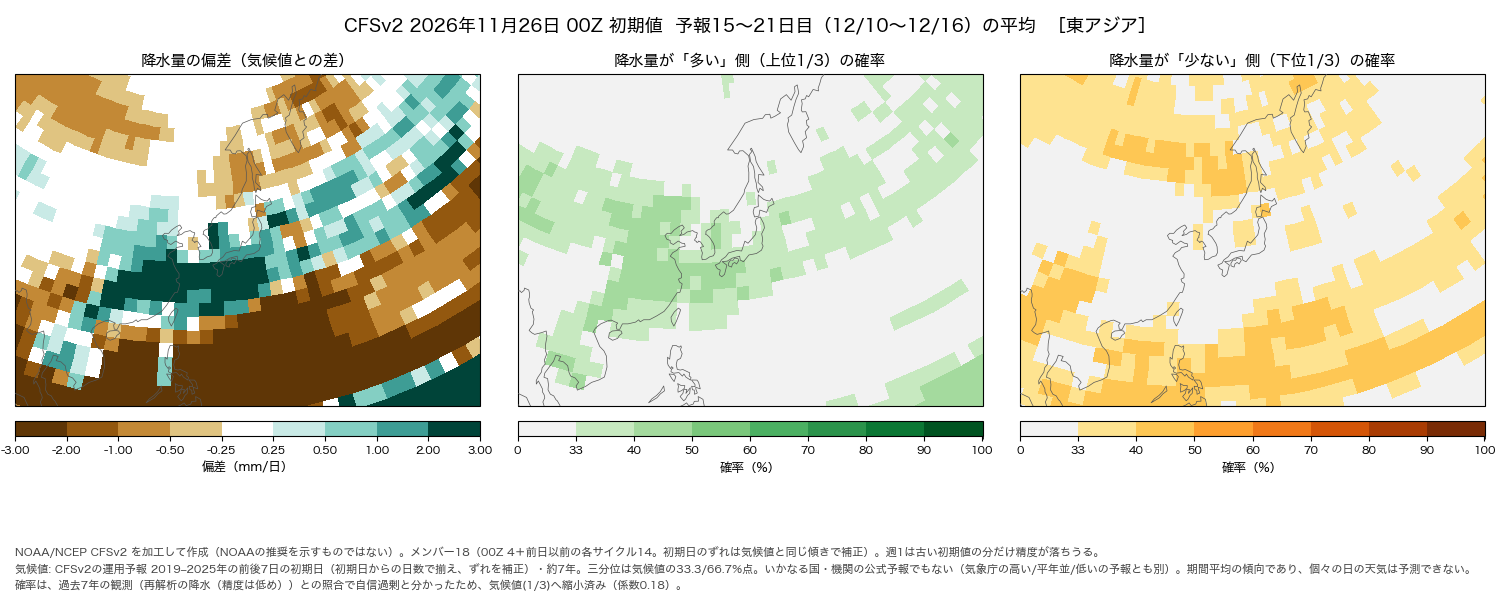 CFSv2 2026年11月26日 00Z 初期値 予報15〜21日目（12/10〜12/16）の平均 ［東アジア］
降水量の偏差（気候値との差）
降水量が「多い」側（上位1/3）の確率
降水量が「少ない」側（下位1/3）の確率
-3.00 -2.00 -1.00 -0.50 -0.25 0.25 0.50 1.00 2.00 3.00
偏差（mm/日）
0 33 40 50 60 70 80 90 100
確率（%）
0 33 40 50 60 70 80 90 100
確率（%）
NOAA/NCEP CFSv2 を加工して作成（NOAAの推奨を示すものではない）。メンバー18（00Z 4＋前日以前の各サイクル14。初期日のずれは気候値と同じ傾きで補正）。週1は古い初期値の分だけ精度が落ちうる。
気候値: CFSv2の運用予報 2019–2025年の前後7日の初期日（初期日からの日数で揃え、ずれを補正）・約7年。三分位は気候値の33.3/66.7%点。いかなる国・機関の公式予報でもない（気象庁の高い/平年並/低いの予報とも別）。期間平均の傾向であり、個々の日の天気は予測できない。
確率は、過去7年の観測（再解析の降水（精度は低め））との照合で自信過剰と分かったため、気候値(1/3)へ縮小済み（係数0.18）。